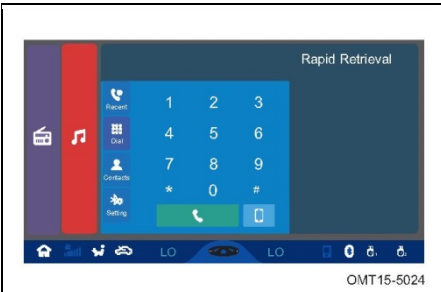 Rapid Retrieval
Recent
1 2 3
Dial
4 5 6
Contacts
7 8 9
Setting
* 0 #
LO LO
OMT15-5024